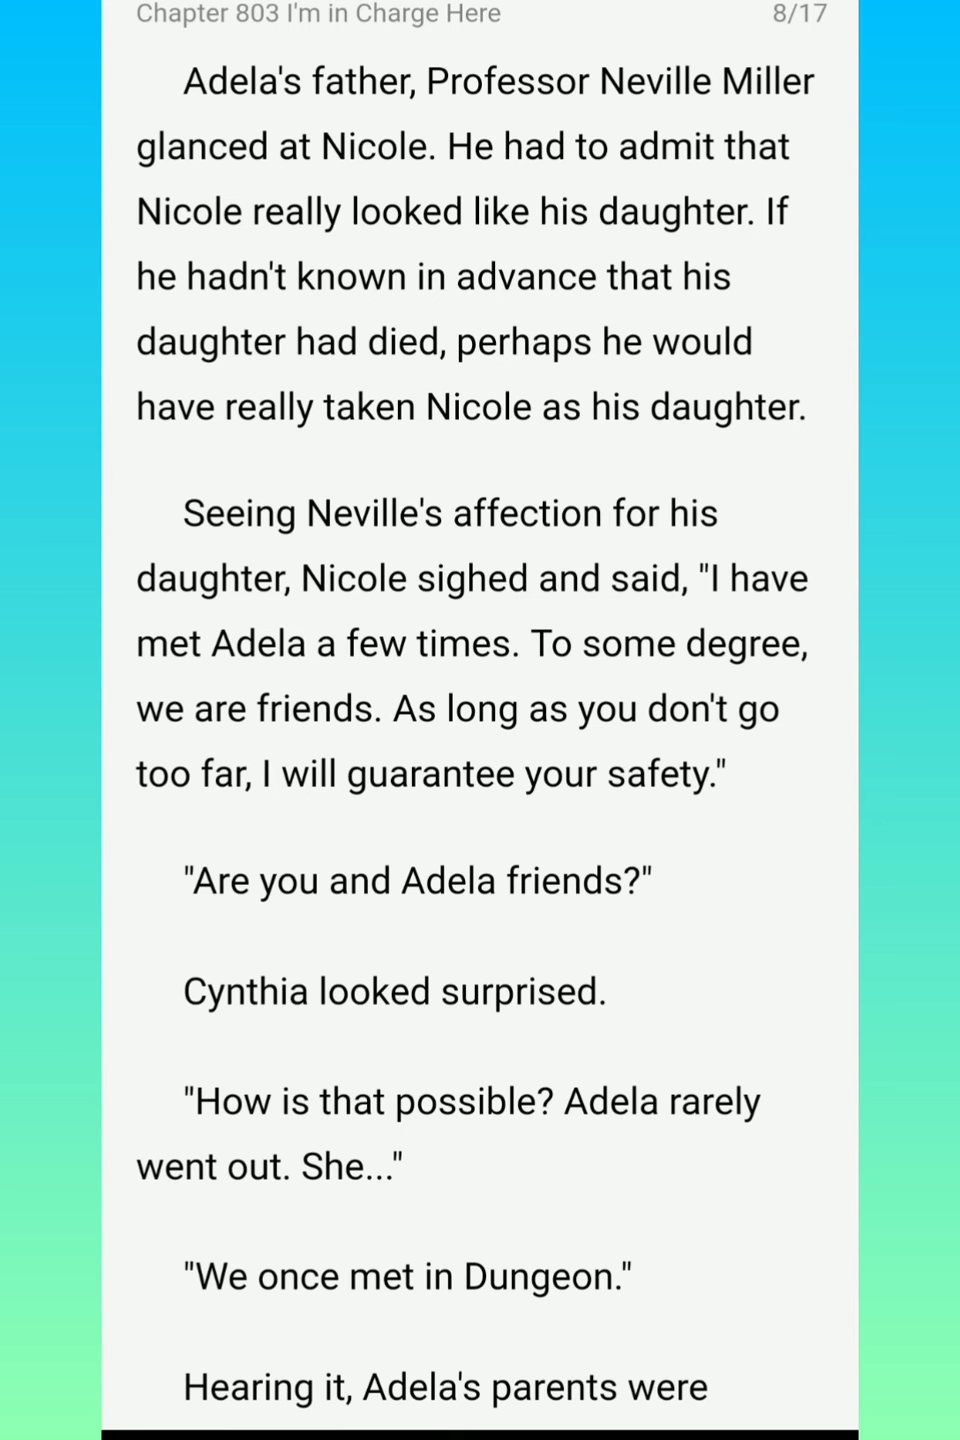 Chapter 803 I'm in Charge Here 8/17
Adela's father, Professor Neville Miller
glanced at Nicole. He had to admit that
Nicole really looked like his daughter. If
he hadn't known in advance that his
daughter had died, perhaps he would
have really taken Nicole as his daughter.
Seeing Neville's affection for his
daughter, Nicole sighed and said, "I have
met Adela a few times. To some degree,
we are friends. As long as you don't go
too far, I will guarantee your safety."
"Are you and Adela friends?"
Cynthia looked surprised.
"How is that possible? Adela rarely
went out. She..."
"We once met in Dungeon."
Hearing it, Adela's parents were